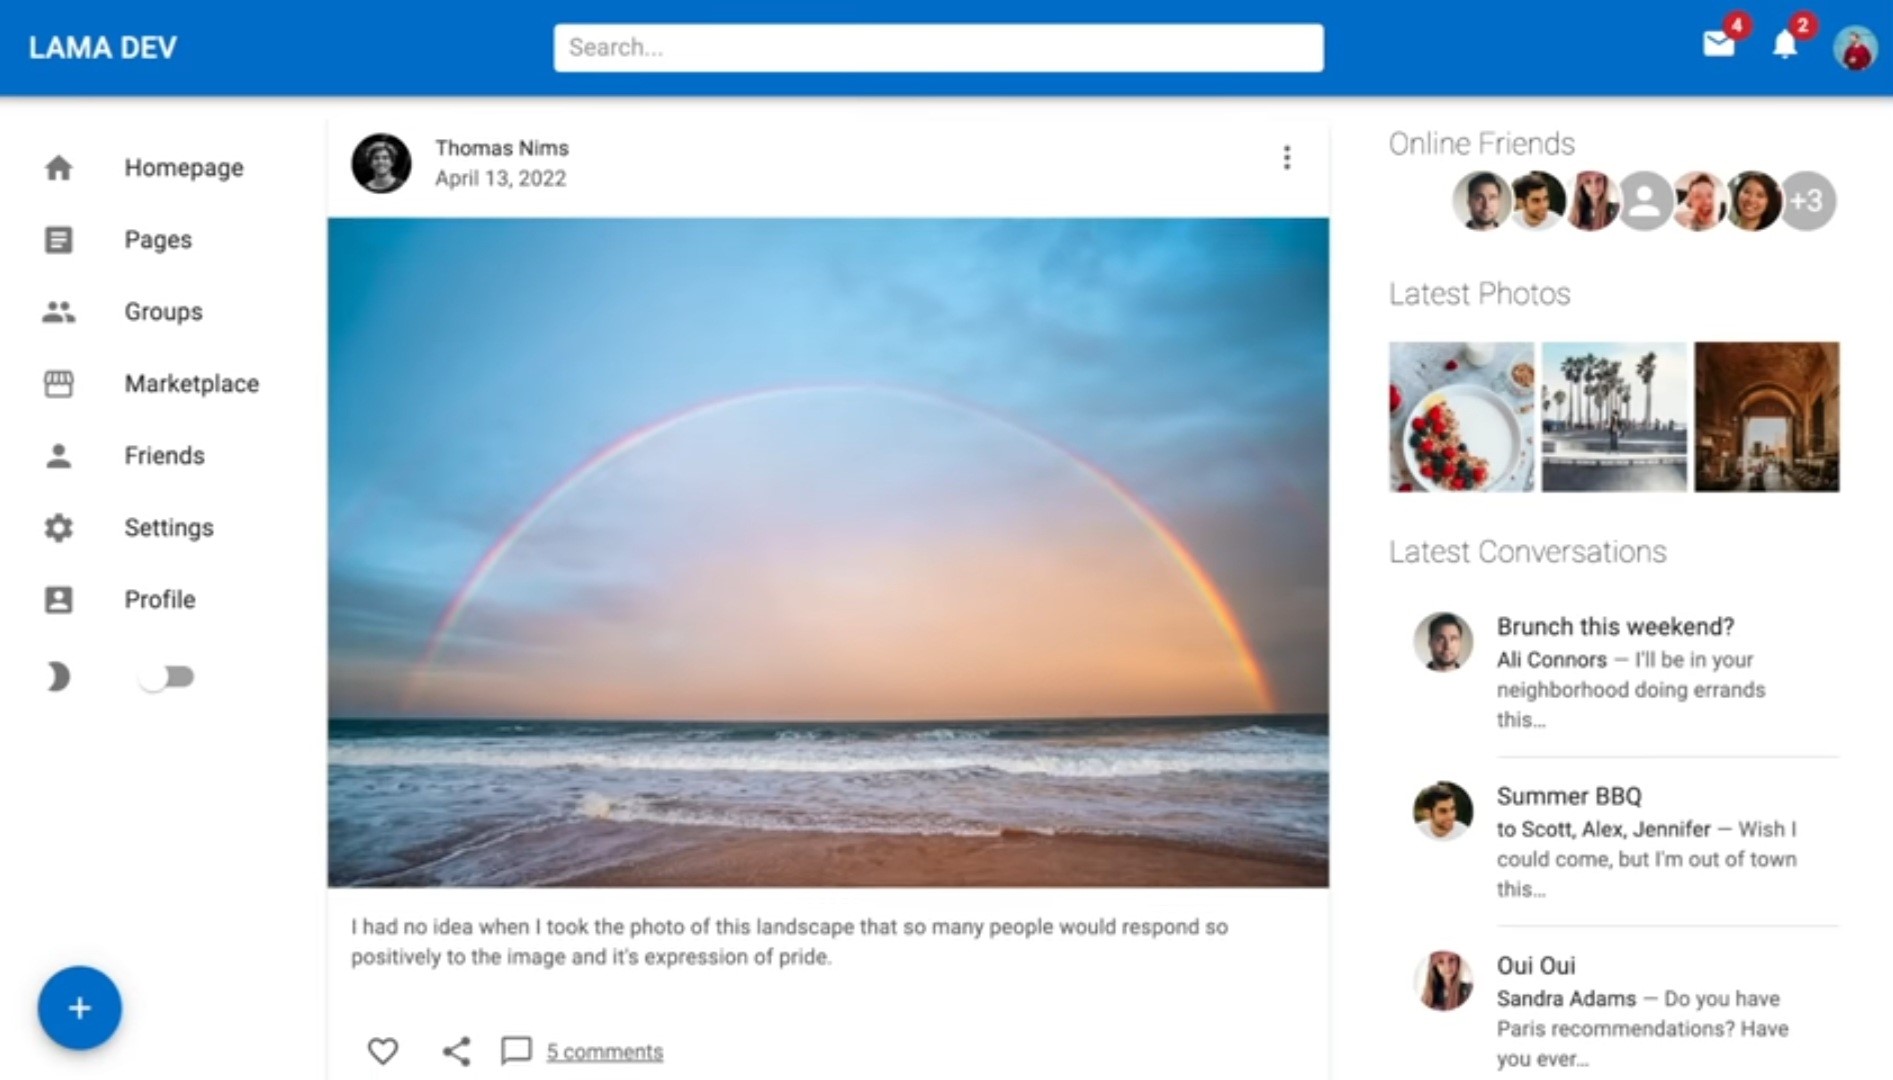 LAMA DEV
Search...
4
2
Homepage
Pages
Groups
Marketplace
Friends
Settings
Profile
Thomas Nims
April 13, 2022
I had no idea when I took the photo of this landscape that so many people would respond so
positively to the image and it's expression of pride.
5 comments
Online Friends
+3
Latest Photos
Latest Conversations
Brunch this weekend?
Ali Connors — I'll be in your
neighborhood doing errands
this...
Summer BBQ
to Scott, Alex, Jennifer — Wish I
could come, but I'm out of town
this...
Oui Oui
Sandra Adams — Do you have
Paris recommendations? Have
you ever...